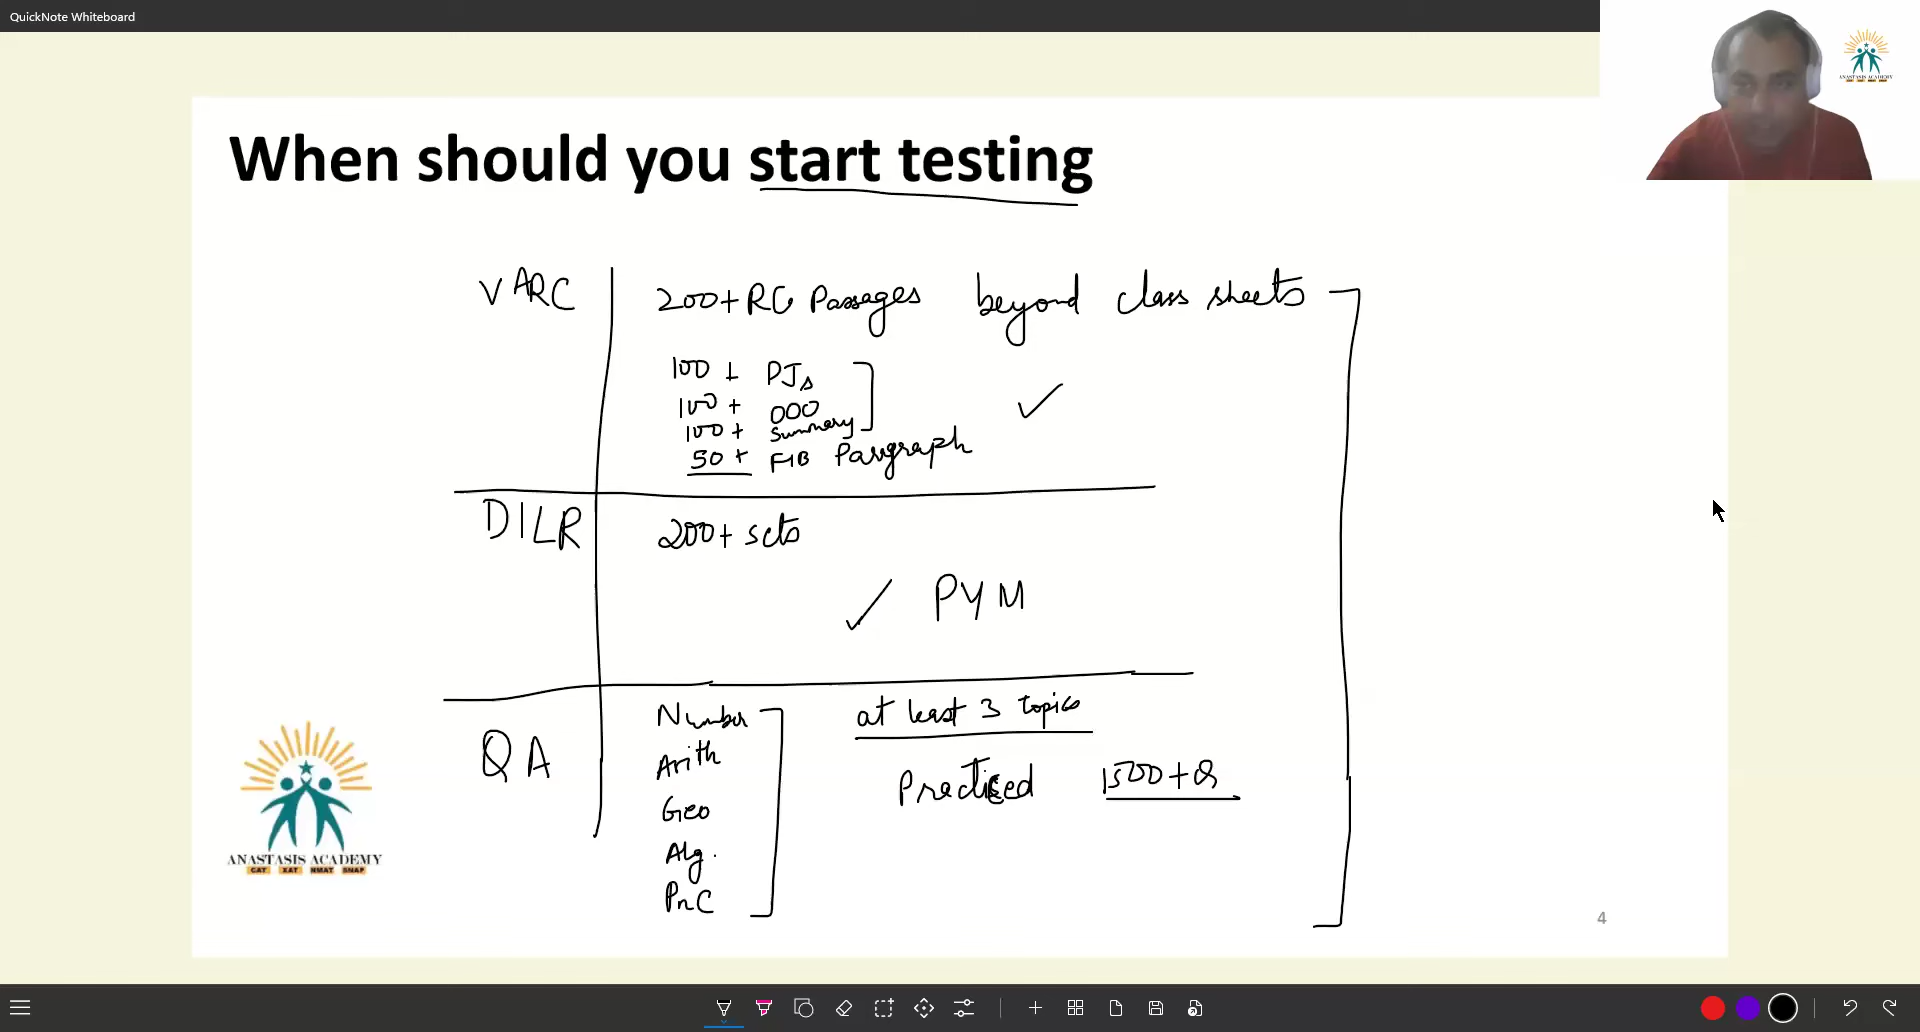 QuickNote Whiteboard
ANASTASIS ACADEMY
When should you start testing
VARC
200+ RC Passages beyond class sheets
100 + PJs
100 + OOO
100 + Summary
50 + FIB Paragraph
DILR
200+ sets
PYM
QA
Number
Arith
Geo
Alg.
PnC
at least 3 topics
Practiced 1500+ Q
ANASTASIS ACADEMY
CAT XAT NMAT SNAP
4